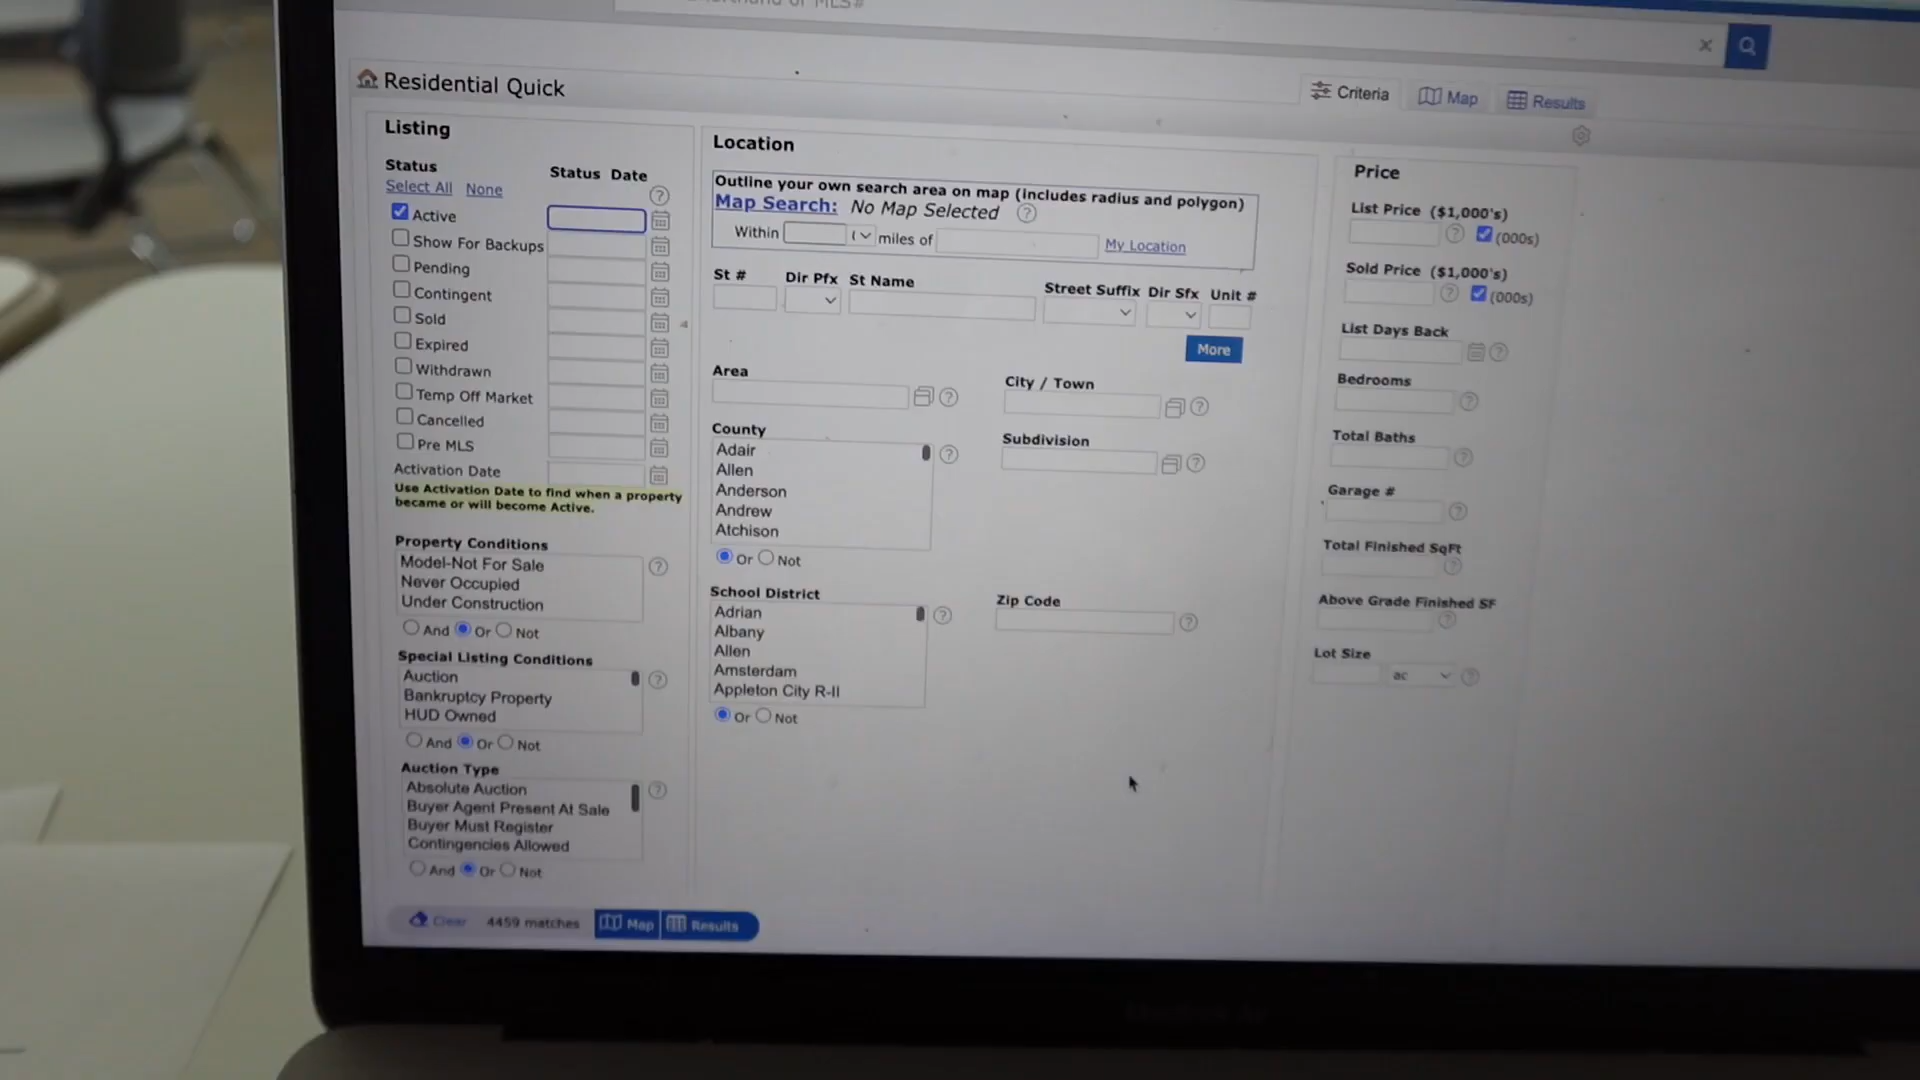 MLS#
Residential Quick
Criteria
Map
Results
Listing
Status
Status Date
Select All None
Active
Show For Backups
Pending
Contingent
Sold
Expired
Withdrawn
Temp Off Market
Cancelled
Pre MLS
Activation Date
Use Activation Date to find when a property
became or will become Active.
Property Conditions
Model-Not For Sale
Never Occupied
Under Construction
And Or Not
Special Listing Conditions
Auction
Bankruptcy Property
HUD Owned
And Or Not
Auction Type
Absolute Auction
Buyer Agent Present At Sale
Buyer Must Register
Contingencies Allowed
And Or Not
Clear 4459 matches Map Results
Location
Outline your own search area on map (includes radius and polygon)
Map Search: No Map Selected
Within miles of My Location
St # Dir Pfx St Name Street Suffix Dir Sfx Unit #
More
Area
City / Town
County
Adair
Allen
Anderson
Andrew
Atchison
Or Not
Subdivision
School District
Adrian
Albany
Allen
Amsterdam
Appleton City R-II
Or Not
Zip Code
Price
List Price ($1,000's)
(000s)
Sold Price ($1,000's)
(000s)
List Days Back
Bedrooms
Total Baths
Garage #
Total Finished SqFt
Above Grade Finished SF
Lot Size
ac